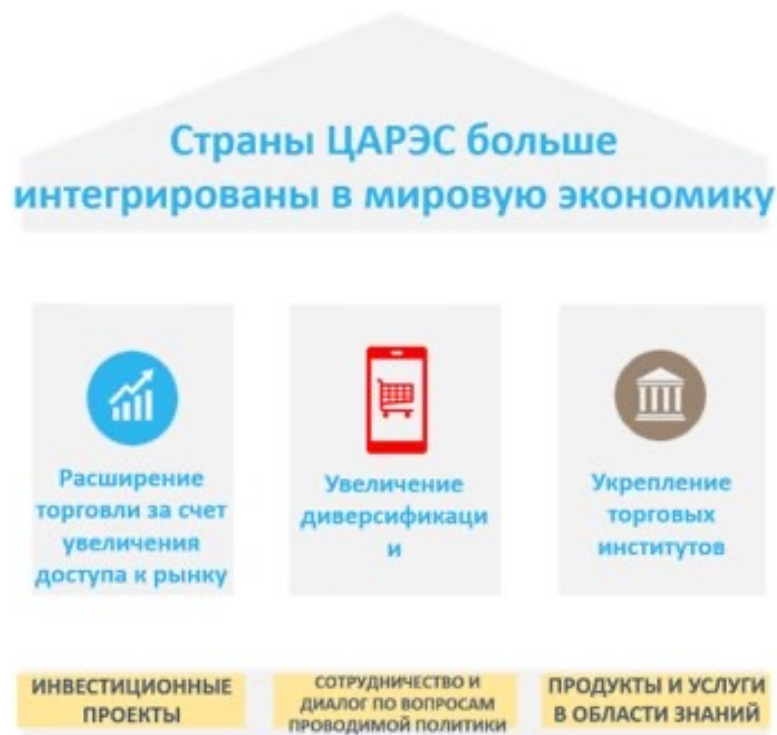 Страны ЦАРЭС больше
интегрированы в мировую экономику
Расширение
торговли за счет
увеличения
доступа к рынку
Увеличение
диверсификаци
и
Укрепление
торговых
институтов
ИНВЕСТИЦИОННЫЕ
ПРОЕКТЫ
СОТРУДНИЧЕСТВО И
ДИАЛОГ ПО ВОПРОСАМ
ПРОВОДИМОЙ ПОЛИТИКИ
ПРОДУКТЫ И УСЛУГИ
В ОБЛАСТИ ЗНАНИЙ